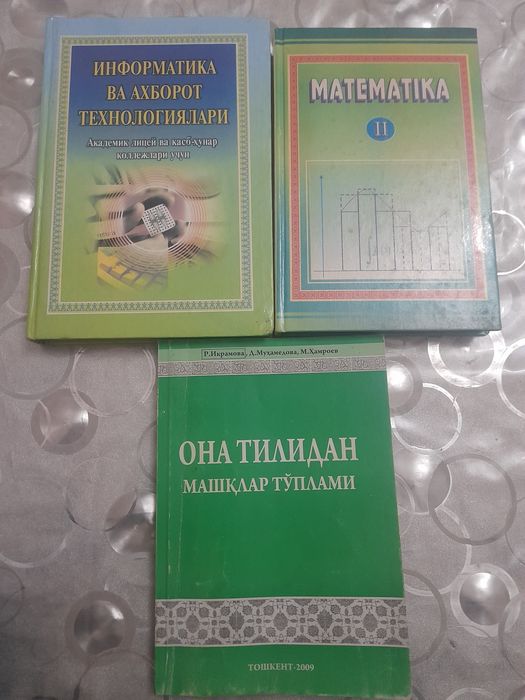 ИНФОРМАТИКА
ВА АХБОРОТ
ТЕХНОЛОГИЯЛАРИ
Академик лицей ва касб-ҳунар
коллежлари учун
MATEMATIKA
II
Р.Икрамова, Д.Муҳамедова, М.Ҳамроев
ОНА ТИЛИДАН
МАШҚЛАР ТЎПЛАМИ
ТОШКЕНТ-2009